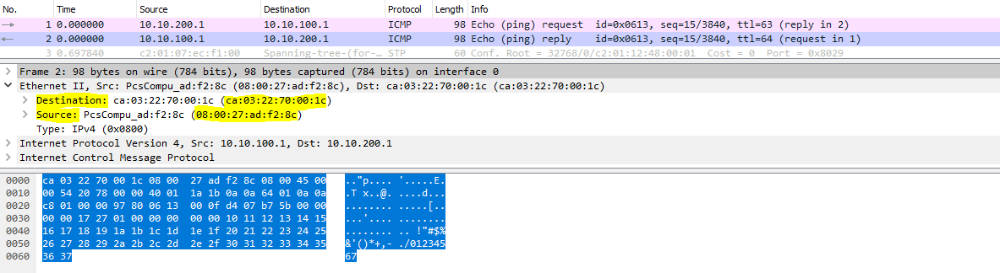 No. Time Source Destination Protocol Length Info
1 0.000000 10.10.200.1 10.10.100.1 ICMP 98 Echo (ping) request id=0x0613, seq=15/3840, ttl=63 (reply in 2)
2 0.000000 10.10.100.1 10.10.200.1 ICMP 98 Echo (ping) reply id=0x0613, seq=15/3840, ttl=64 (request in 1)
3 0.697840 c2:01:07:ec:f1:00 Spanning-tree-(for-… STP 60 Conf. Root = 32768/0/c2:01:12:48:00:01 Cost = 0 Port = 0x8029
Frame 2: 98 bytes on wire (784 bits), 98 bytes captured (784 bits) on interface 0
Ethernet II, Src: PcsCompu_ad:f2:8c (08:00:27:ad:f2:8c), Dst: ca:03:22:70:00:1c (ca:03:22:70:00:1c)
Destination: ca:03:22:70:00:1c (ca:03:22:70:00:1c)
Source: PcsCompu_ad:f2:8c (08:00:27:ad:f2:8c)
Type: IPv4 (0x0800)
Internet Protocol Version 4, Src: 10.10.100.1, Dst: 10.10.200.1
Internet Control Message Protocol
0000 ca 03 22 70 00 1c 08 00 27 ad f2 8c 08 00 45 00 .."p.... '.....E.
0010 00 54 20 78 00 00 40 01 1a 1b 0a 0a 64 01 0a 0a .T x..@. ....d...
0020 c8 01 00 00 97 80 06 13 00 0f d4 07 b7 5b 00 00 ........ .....[..
0030 00 00 17 27 01 00 00 00 00 00 10 11 12 13 14 15 ...'.... ........
0040 16 17 18 19 1a 1b 1c 1d 1e 1f 20 21 22 23 24 25 ........ .. !"#$%
0050 26 27 28 29 2a 2b 2c 2d 2e 2f 30 31 32 33 34 35 &'()*+,- ./012345
0060 36 37 67